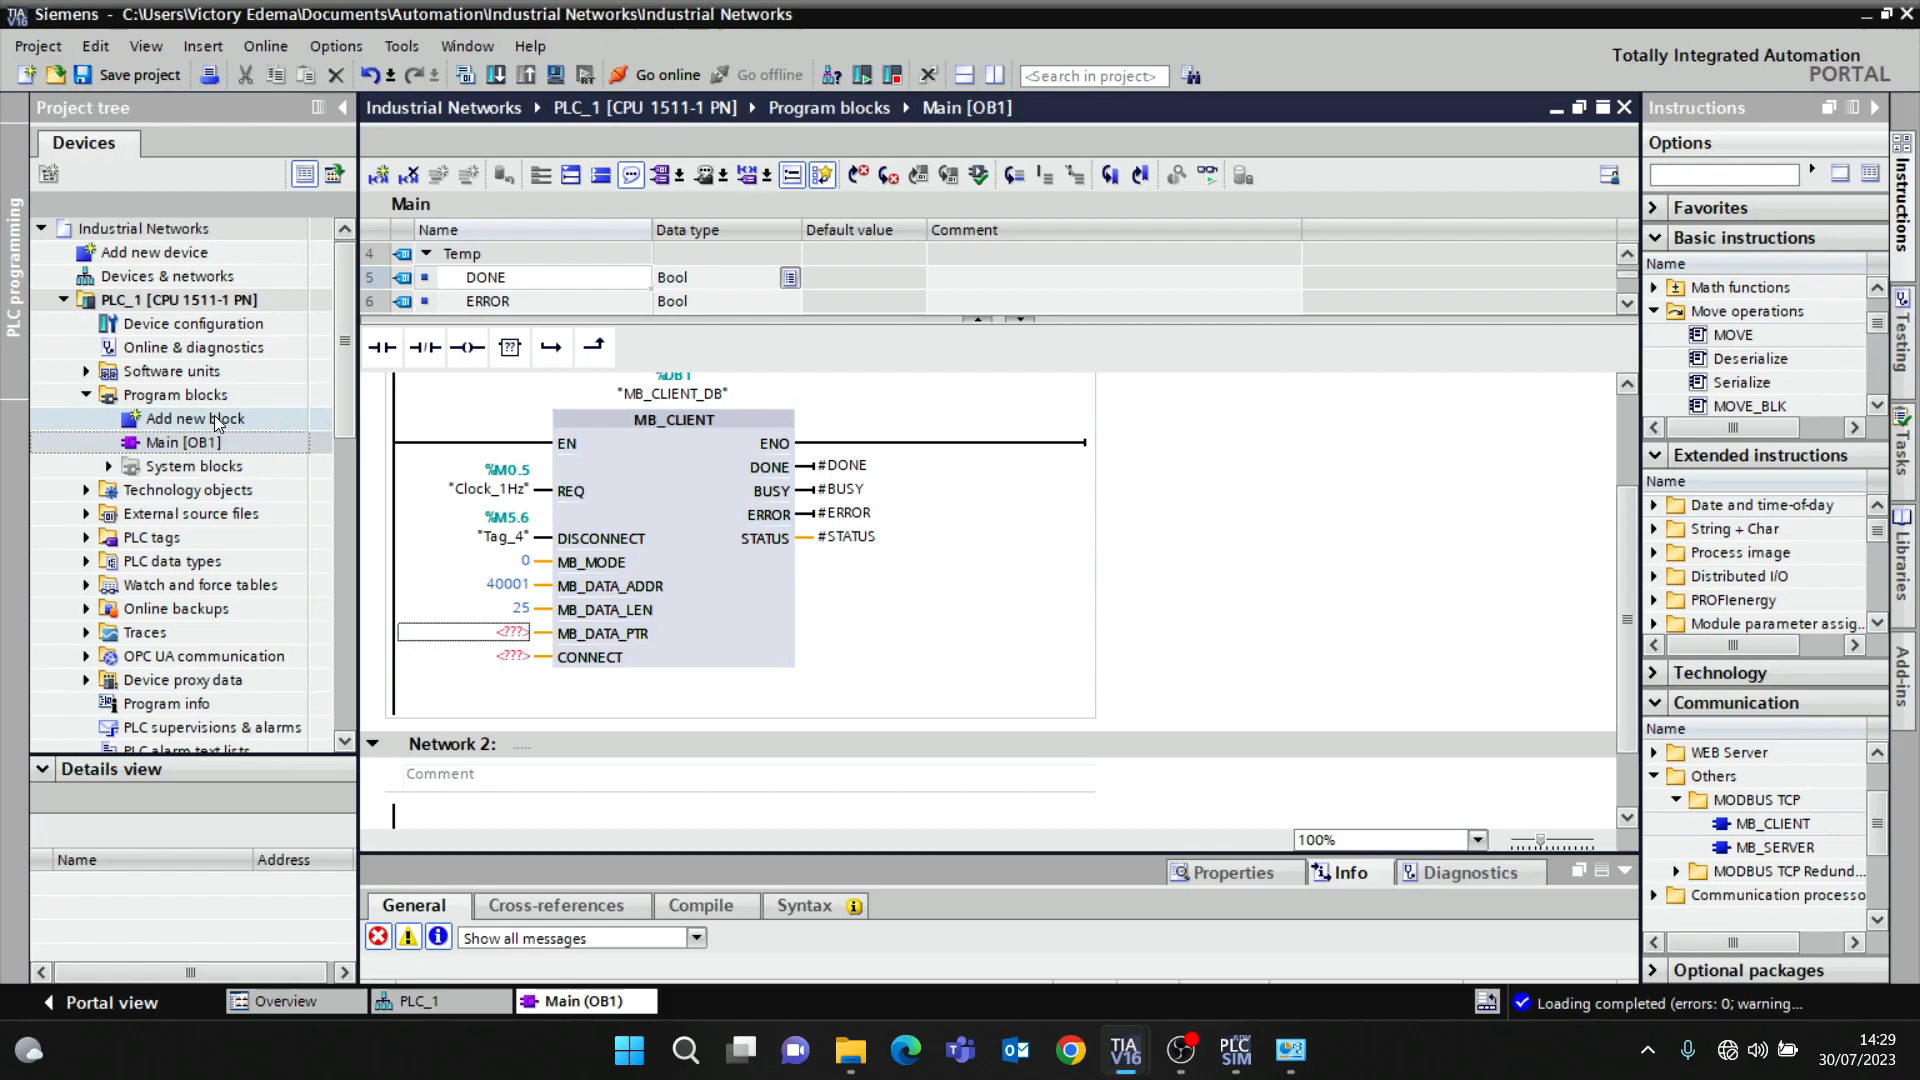 Siemens - C:\Users\Victory Edema\Documents\Automation\Industrial Networks\Industrial Networks
Project Edit View Insert Online Options Tools Window Help
Totally Integrated Automation
PORTAL
Save project Go online Go offline <Search in project>
Project tree
Industrial Networks PLC_1 [CPU 1511-1 PN] Program blocks Main [OB1]
Instructions
Devices
Options
PLC programming
Main
Name Data type Default value Comment
4 Temp
5 DONE Bool
6 ERROR Bool
Industrial Networks
Add new device
Devices & networks
PLC_1 [CPU 1511-1 PN]
Device configuration
Online & diagnostics
Software units
Program blocks
Add new block
Main [OB1]
System blocks
Technology objects
External source files
PLC tags
PLC data types
Watch and force tables
Online backups
Traces
OPC UA communication
Device proxy data
Program info
PLC supervisions & alarms
PLC alarm text lists
Details view
Name Address
??
%DB1
"MB_CLIENT_DB"
MB_CLIENT
EN ENO
DONE #DONE
%M0.5
"Clock_1Hz" REQ BUSY #BUSY
%M5.6 ERROR #ERROR
"Tag_4" DISCONNECT STATUS #STATUS
0 MB_MODE
40001 MB_DATA_ADDR
25 MB_DATA_LEN
<???> MB_DATA_PTR
<???> CONNECT
Network 2: .....
Comment
100%
Properties Info Diagnostics
General Cross-references Compile Syntax
Show all messages
Favorites
Basic instructions
Name
Math functions
Move operations
MOVE
Deserialize
Serialize
MOVE_BLK
Extended instructions
Name
Date and time-of-day
String + Char
Process image
Distributed I/O
PROFIenergy
Module parameter assig..
Technology
Communication
Name
WEB Server
Others
MODBUS TCP
MB_CLIENT
MB_SERVER
MODBUS TCP Redund...
Communication processo
Optional packages
Instructions
Testing
Tasks
Libraries
Add-ins
Portal view Overview PLC_1 Main (OB1) Loading completed (errors: 0; warning...
TIA V16
PLC SIM
14:29
30/07/2023